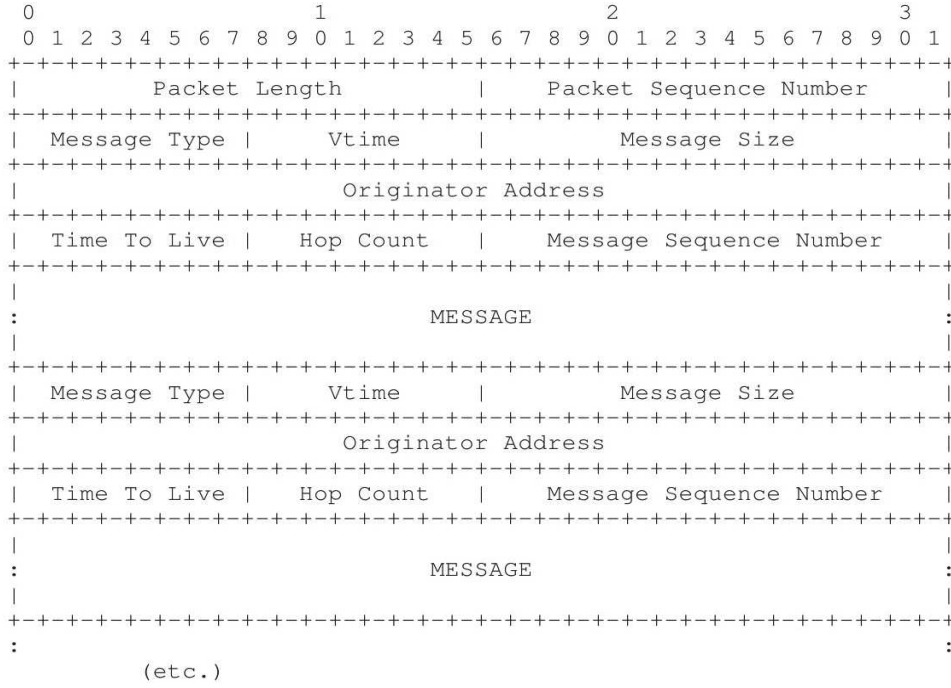 0                   1                   2                   3
0 1 2 3 4 5 6 7 8 9 0 1 2 3 4 5 6 7 8 9 0 1 2 3 4 5 6 7 8 9 0 1
+-+-+-+-+-+-+-+-+-+-+-+-+-+-+-+-+-+-+-+-+-+-+-+-+-+-+-+-+-+-+-+-+
| Packet Length | Packet Sequence Number |
+-+-+-+-+-+-+-+-+-+-+-+-+-+-+-+-+-+-+-+-+-+-+-+-+-+-+-+-+-+-+-+-+
| Message Type | Vtime | Message Size |
+-+-+-+-+-+-+-+-+-+-+-+-+-+-+-+-+-+-+-+-+-+-+-+-+-+-+-+-+-+-+-+-+
| Originator Address |
+-+-+-+-+-+-+-+-+-+-+-+-+-+-+-+-+-+-+-+-+-+-+-+-+-+-+-+-+-+-+-+-+
| Time To Live | Hop Count | Message Sequence Number |
+-+-+-+-+-+-+-+-+-+-+-+-+-+-+-+-+-+-+-+-+-+-+-+-+-+-+-+-+-+-+-+-+
| |
: MESSAGE :
| |
+-+-+-+-+-+-+-+-+-+-+-+-+-+-+-+-+-+-+-+-+-+-+-+-+-+-+-+-+-+-+-+-+
| Message Type | Vtime | Message Size |
+-+-+-+-+-+-+-+-+-+-+-+-+-+-+-+-+-+-+-+-+-+-+-+-+-+-+-+-+-+-+-+-+
| Originator Address |
+-+-+-+-+-+-+-+-+-+-+-+-+-+-+-+-+-+-+-+-+-+-+-+-+-+-+-+-+-+-+-+-+
| Time To Live | Hop Count | Message Sequence Number |
+-+-+-+-+-+-+-+-+-+-+-+-+-+-+-+-+-+-+-+-+-+-+-+-+-+-+-+-+-+-+-+-+
| |
: MESSAGE :
| |
+-+-+-+-+-+-+-+-+-+-+-+-+-+-+-+-+-+-+-+-+-+-+-+-+-+-+-+-+-+-+-+-+
: :
(etc.)